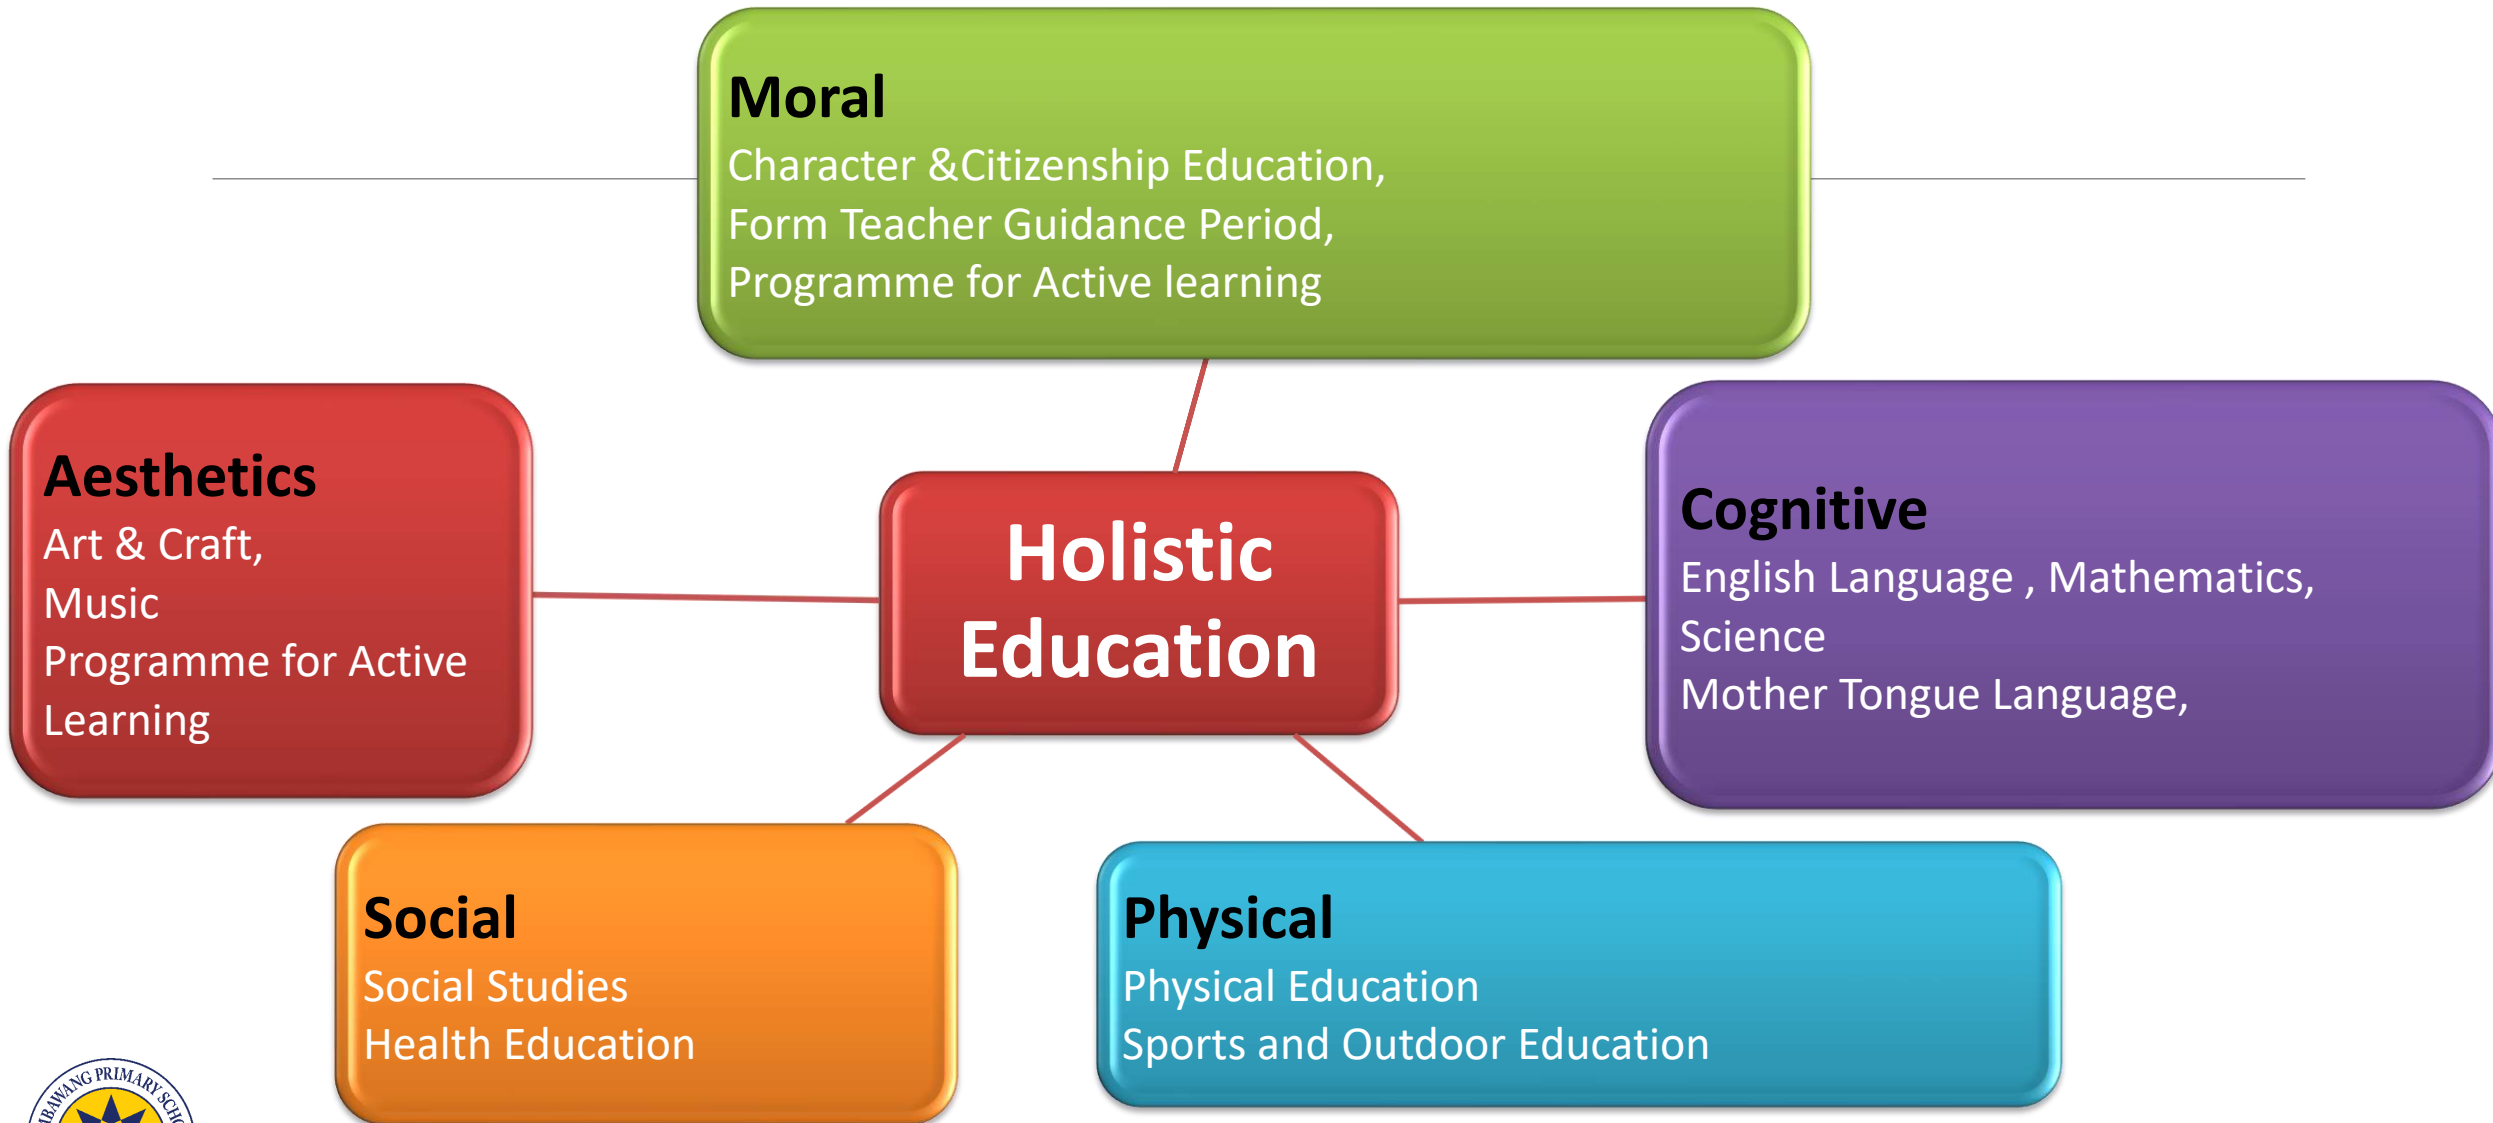 Moral
Character &Citizenship Education,
Form Teacher Guidance Period,
Programme for Active learning
Aesthetics
Art & Craft,
Music
Programme for Active
Learning
Holistic
Education
Cognitive
English Language , Mathematics,
Science
Mother Tongue Language,
Social
Social Studies
Health Education
Physical
Physical Education
Sports and Outdoor Education
PRIMARY